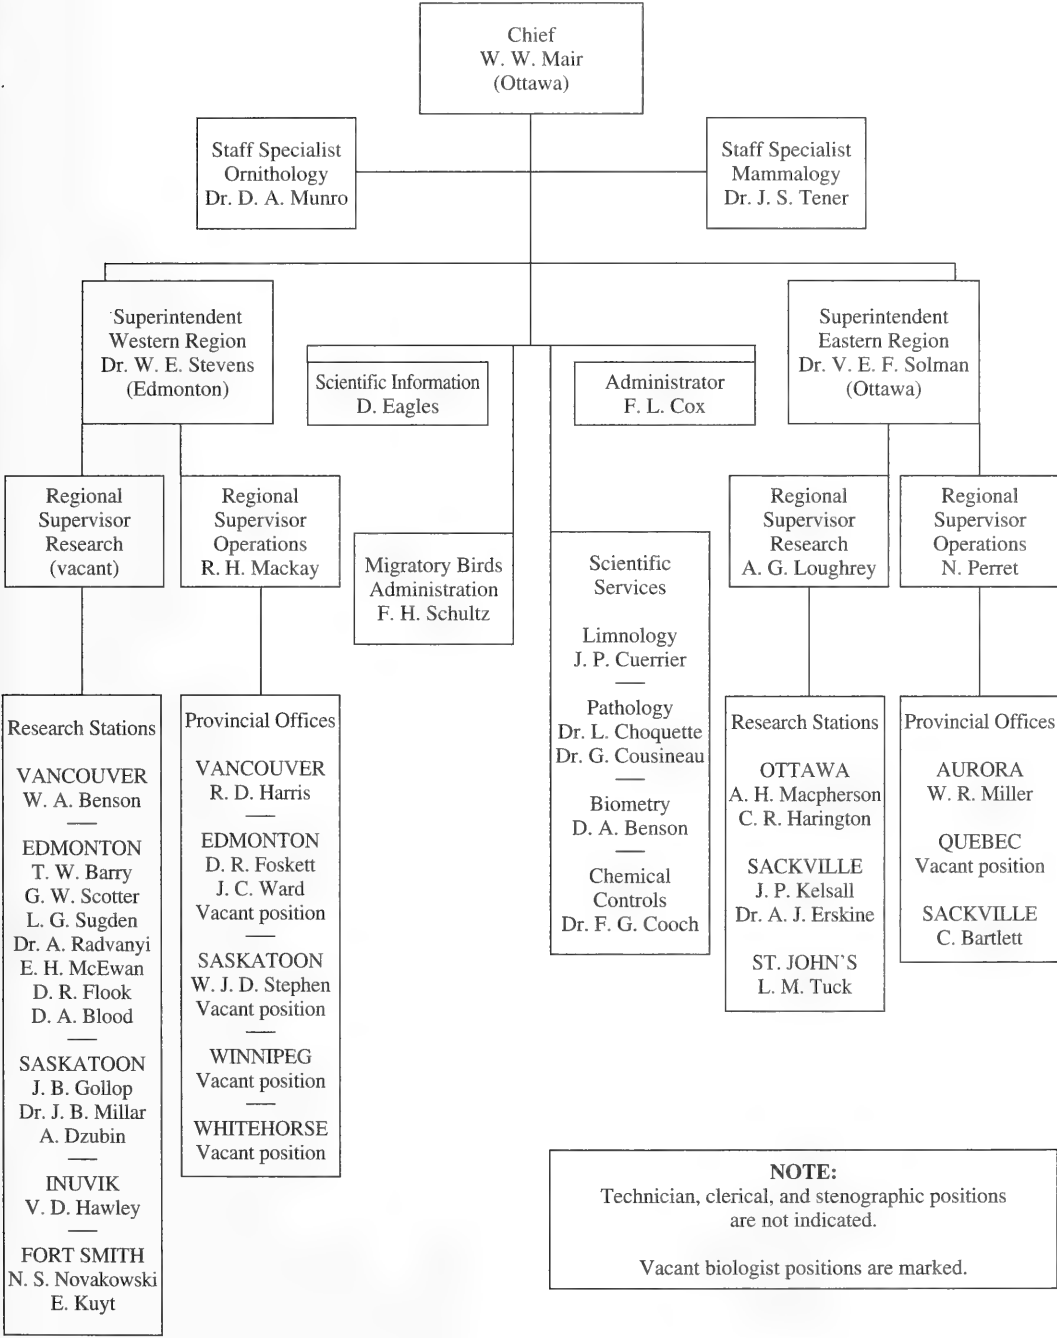 Chief
W. W. Mair
(Ottawa)
Staff Specialist
Ornithology
Dr. D. A. Munro
Staff Specialist
Mammalogy
Dr. J. S. Tener
Superintendent
Western Region
Dr. W. E. Stevens
(Edmonton)
Scientific Information
D. Eagles
Administrator
F. L. Cox
Superintendent
Eastern Region
Dr. V. E. F. Solman
(Ottawa)
Regional
Supervisor
Research
(vacant)
Regional
Supervisor
Operations
R. H. Mackay
Migratory Birds
Administration
F. H. Schultz
Scientific
Services
Limnology
J. P. Cuerrier
Pathology
Dr. L. Choquette
Dr. G. Cousineau
Biometry
D. A. Benson
Chemical
Controls
Dr. F. G. Cooch
Regional
Supervisor
Research
A. G. Loughrey
Regional
Supervisor
Operations
N. Perret
Research Stations
VANCOUVER
W. A. Benson
EDMONTON
T. W. Barry
G. W. Scotter
L. G. Sugden
Dr. A. Radvanyi
E. H. McEwan
D. R. Flook
D. A. Blood
SASKATOON
J. B. Gollop
Dr. J. B. Millar
A. Dzubin
INUVIK
V. D. Hawley
FORT SMITH
N. S. Novakowski
E. Kuyt
Provincial Offices
VANCOUVER
R. D. Harris
EDMONTON
D. R. Foskett
J. C. Ward
Vacant position
SASKATOON
W. J. D. Stephen
Vacant position
WINNIPEG
Vacant position
WHITEHORSE
Vacant position
Research Stations
OTTAWA
A. H. Macpherson
C. R. Harington
SACKVILLE
J. P. Kelsall
Dr. A. J. Erskine
ST. JOHN'S
L. M. Tuck
Provincial Offices
AURORA
W. R. Miller
QUEBEC
Vacant position
SACKVILLE
C. Bartlett
NOTE:
Technician, clerical, and stenographic positions
are not indicated.
Vacant biologist positions are marked.